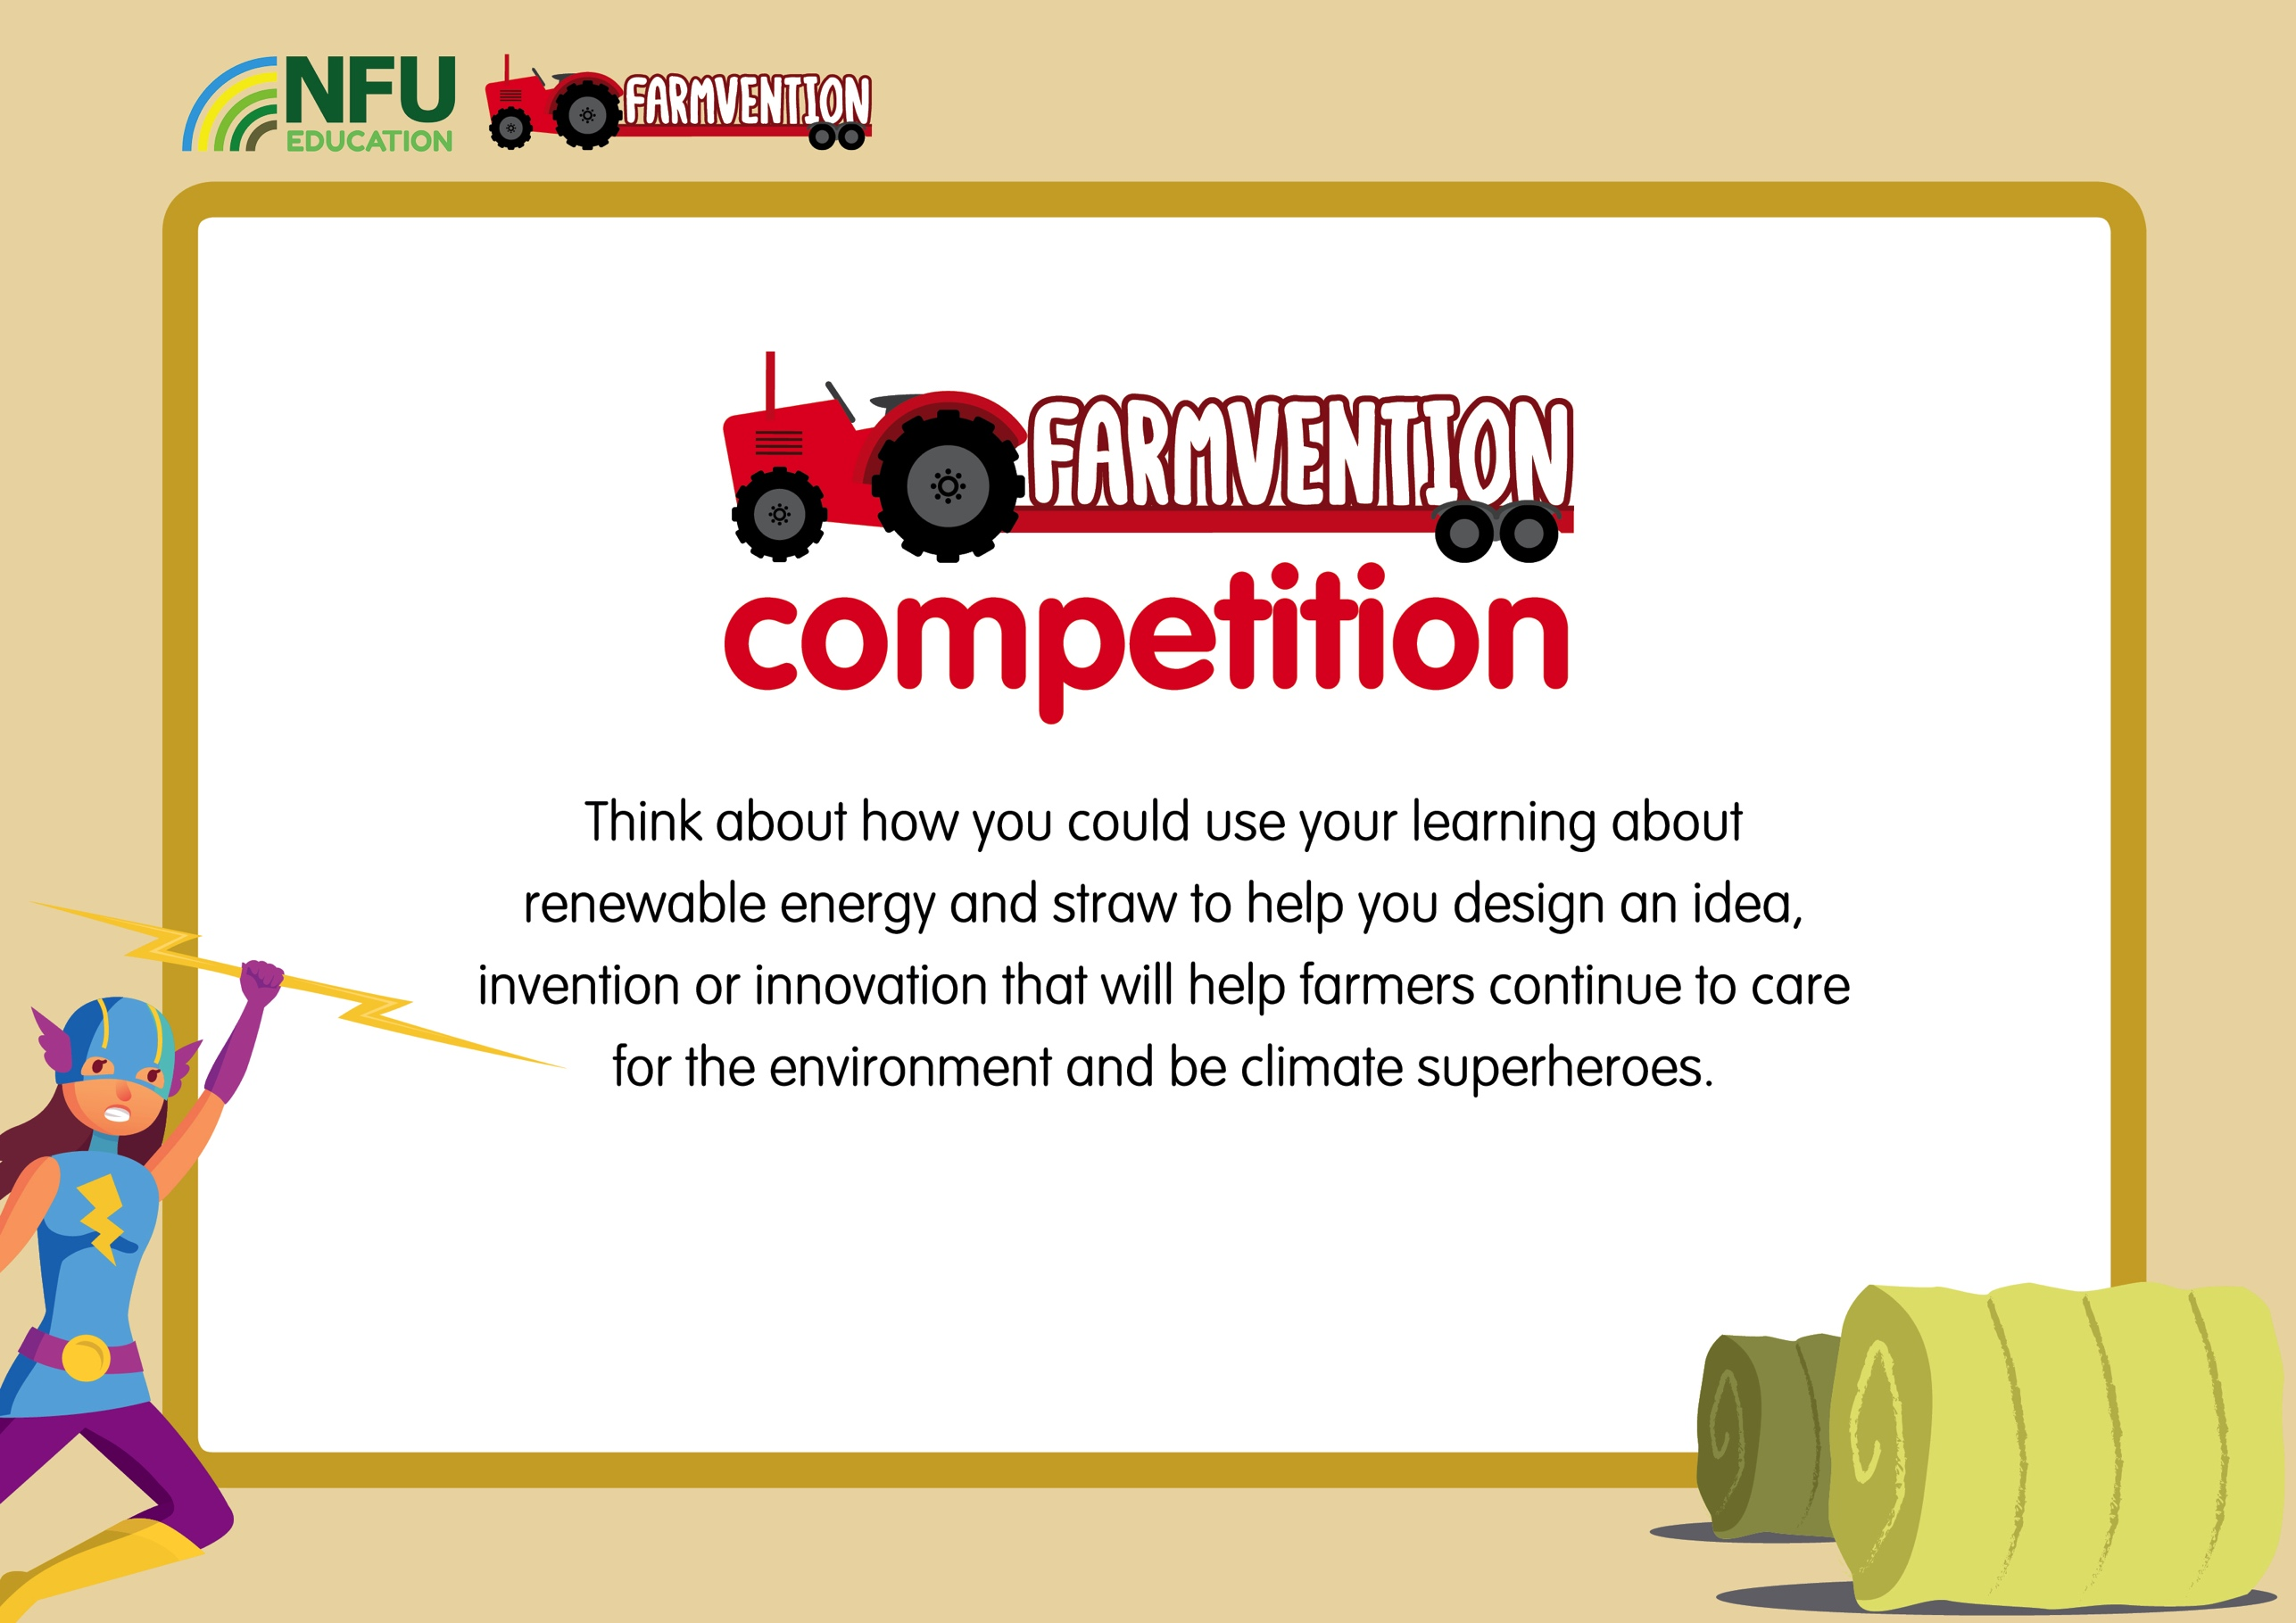 NFU
EDUCATION
FARMVENTION
FARMVENTION
competition
Think about how you could use your learning about
renewable energy and straw to help you design an idea,
invention or innovation that will help farmers continue to care
for the environment and be climate superheroes.